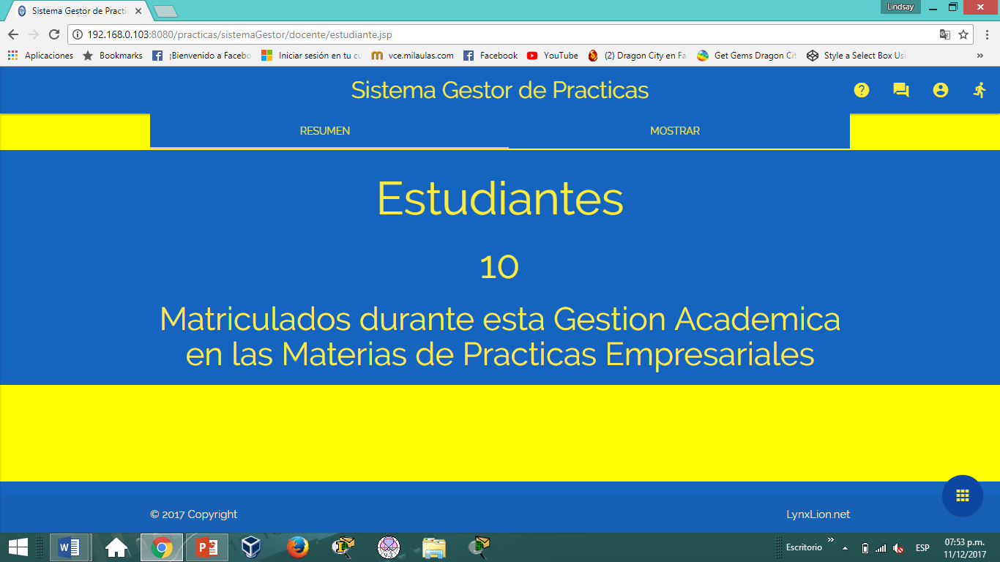 Sistema Gestor de Practic
Lindsay
192.168.0.103:8080/practicas/sistemaGestor/docente/estudiante.jsp
Aplicaciones Bookmarks ¡Bienvenido a Facebo Iniciar sesión en tu cu vce.milaulas.com Facebook YouTube (2) Dragon City en Fa Get Gems Dragon Cit Style a Select Box Usi »
Sistema Gestor de Practicas
RESUMEN MOSTRAR
Estudiantes
10
Matriculados durante esta Gestion Academica
en las Materias de Practicas Empresariales
© 2017 Copyright LynxLion.net
Escritorio » ESP 07:53 p.m.
11/12/2017